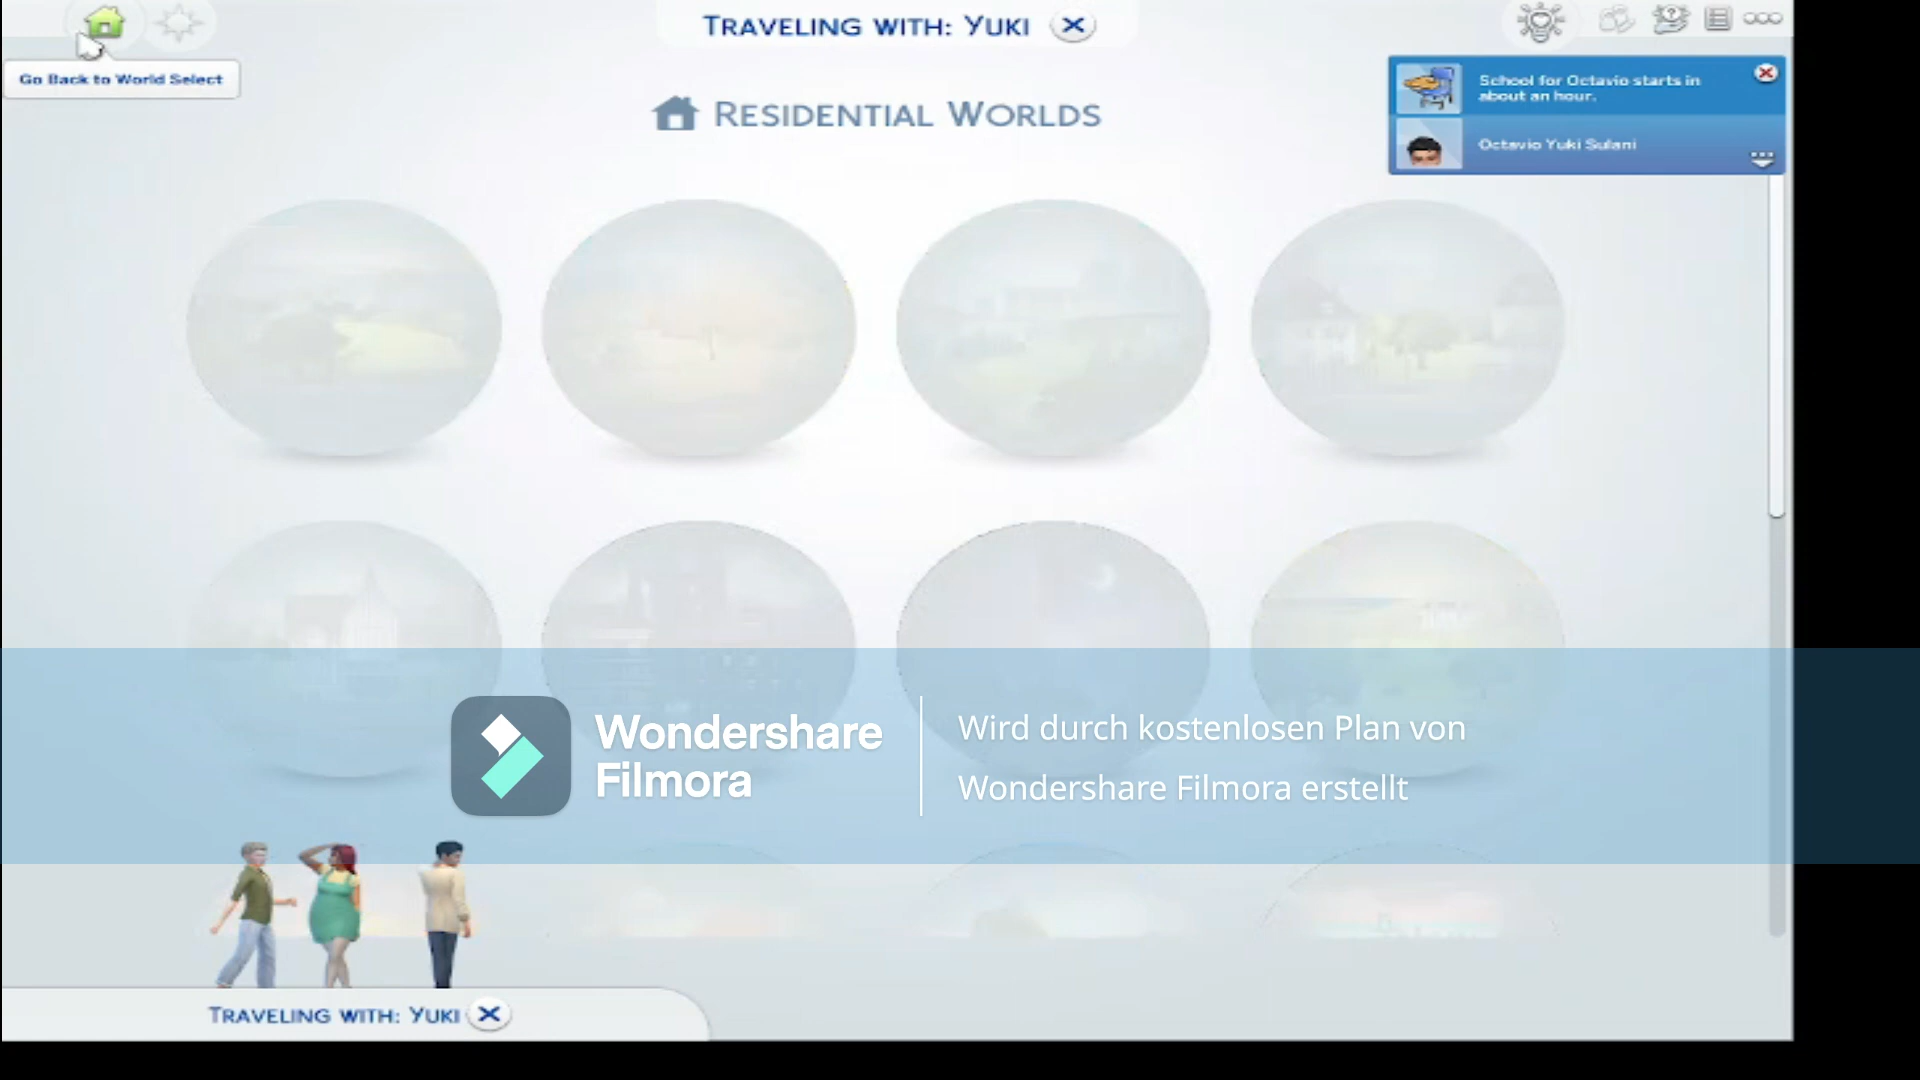 TRAVELING WITH: YUKI
Go Back to World Select
RESIDENTIAL WORLDS
School for Octavio starts in
about an hour.
Octavio Yuki Sulani
Wondershare
Filmora
Wird durch kostenlosen Plan von
Wondershare Filmora erstellt
TRAVELING WITH: YUKI